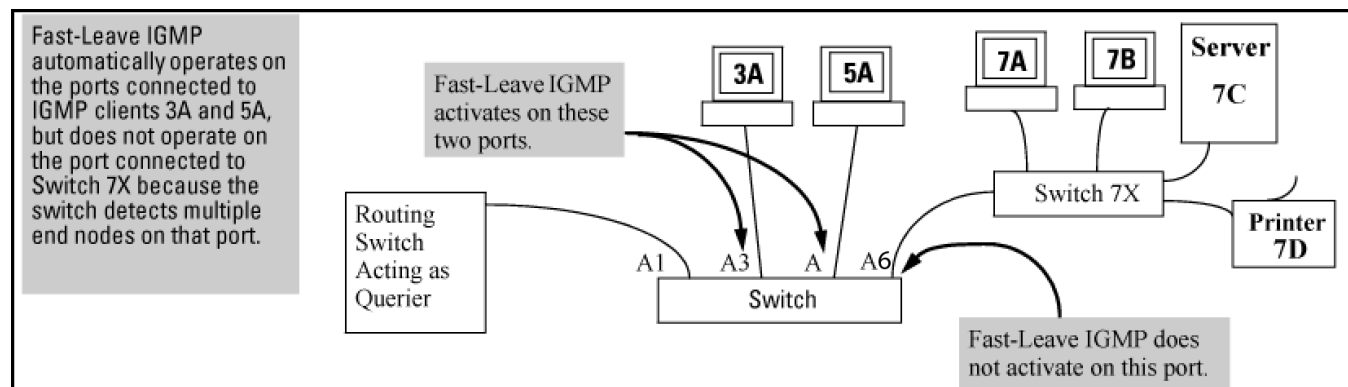 Fast-Leave IGMP
automatically operates on
the ports connected to
IGMP clients 3A and 5A,
but does not operate on
the port connected to
Switch 7X because the
switch detects multiple
end nodes on that port.
Fast-Leave IGMP
activates on these
two ports.
3A
5A
7A
7B
Server
7C
Switch 7X
Printer
7D
Routing
Switch
Acting as
Querier
A1
A3
A
A6
Switch
Fast-Leave IGMP does
not activate on this port.